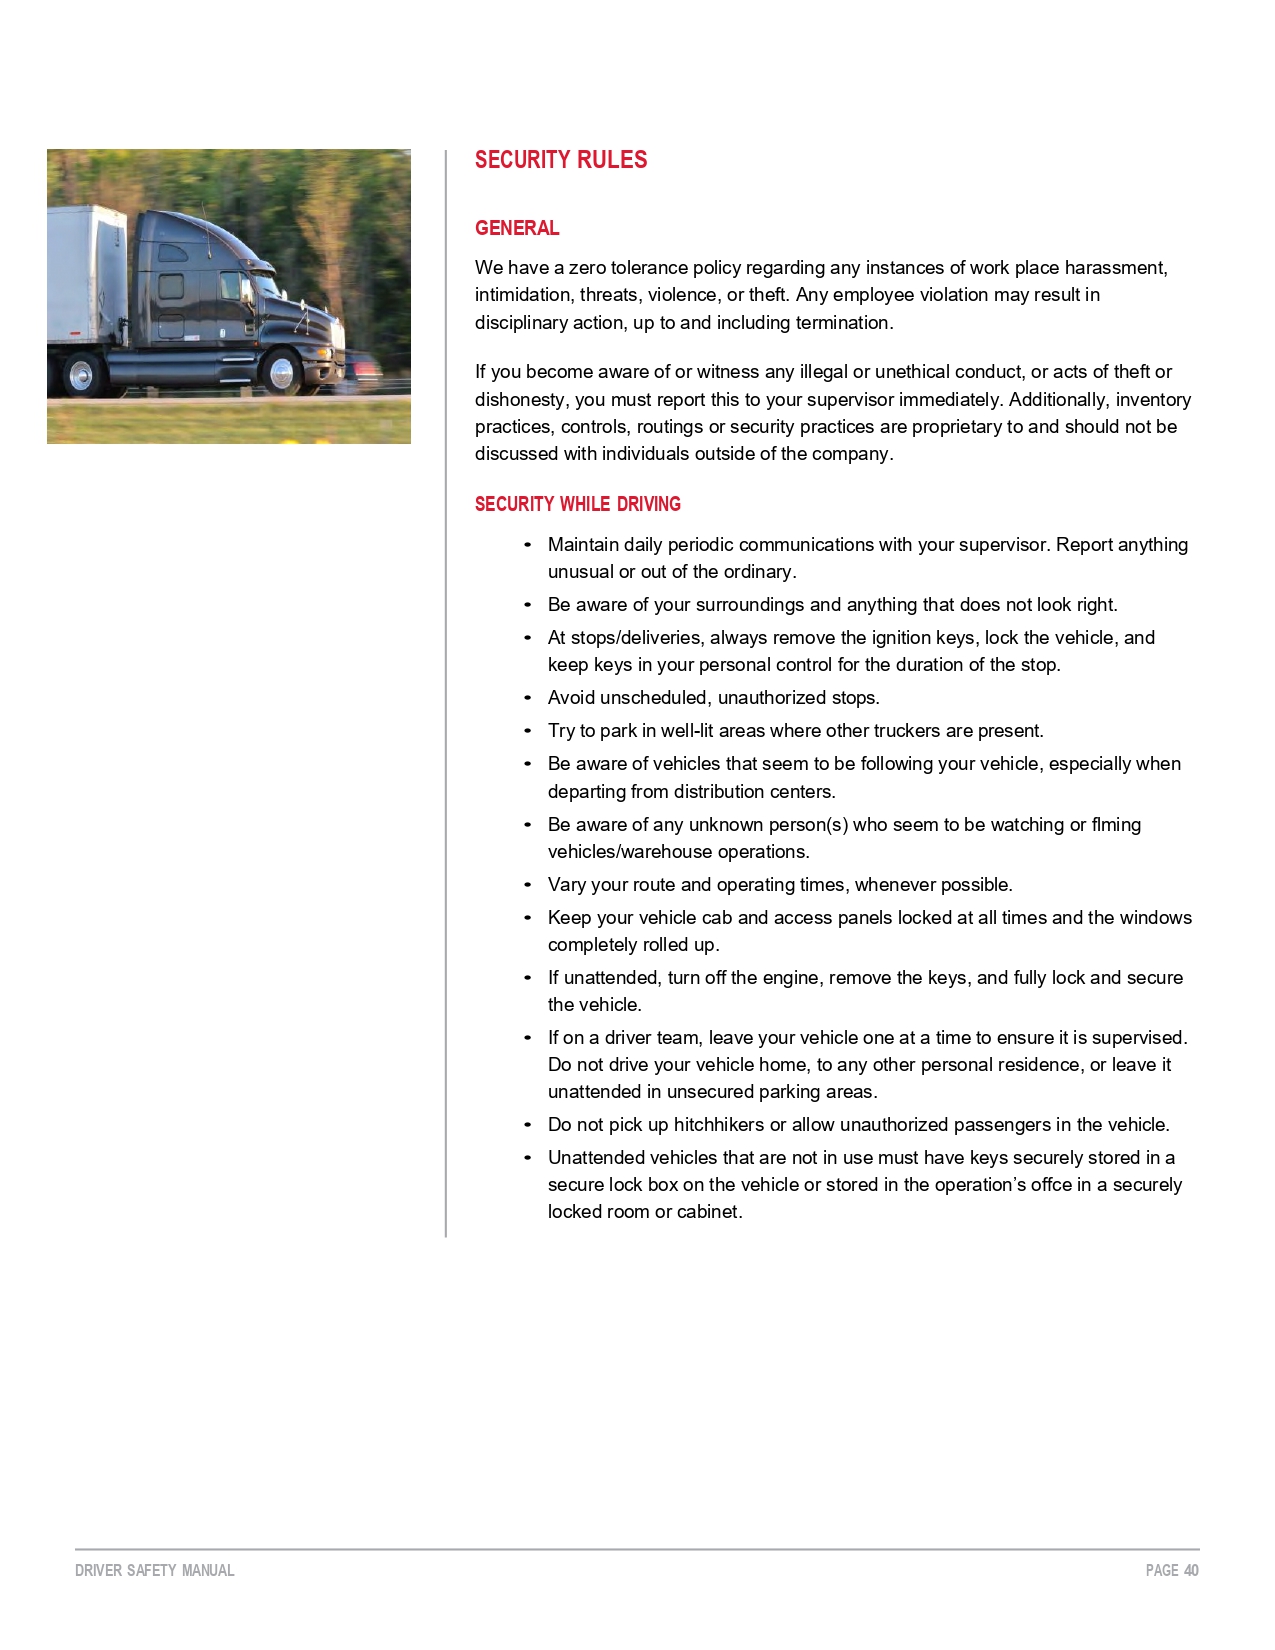 SECURITY RULES
GENERAL
We have a zero tolerance policy regarding any instances of work place harassment,
intimidation, threats, violence, or theft. Any employee violation may result in
disciplinary action, up to and including termination.
If you become aware of or witness any illegal or unethical conduct, or acts of theft or
dishonesty, you must report this to your supervisor immediately. Additionally, inventory
practices, controls, routings or security practices are proprietary to and should not be
discussed with individuals outside of the company.
SECURITY WHILE DRIVING
• Maintain daily periodic communications with your supervisor. Report anything
unusual or out of the ordinary.
• Be aware of your surroundings and anything that does not look right.
• At stops/deliveries, always remove the ignition keys, lock the vehicle, and
keep keys in your personal control for the duration of the stop.
• Avoid unscheduled, unauthorized stops.
• Try to park in well-lit areas where other truckers are present.
• Be aware of vehicles that seem to be following your vehicle, especially when
departing from distribution centers.
• Be aware of any unknown person(s) who seem to be watching or flming
vehicles/warehouse operations.
• Vary your route and operating times, whenever possible.
• Keep your vehicle cab and access panels locked at all times and the windows
completely rolled up.
• If unattended, turn off the engine, remove the keys, and fully lock and secure
the vehicle.
• If on a driver team, leave your vehicle one at a time to ensure it is supervised.
Do not drive your vehicle home, to any other personal residence, or leave it
unattended in unsecured parking areas.
• Do not pick up hitchhikers or allow unauthorized passengers in the vehicle.
• Unattended vehicles that are not in use must have keys securely stored in a
secure lock box on the vehicle or stored in the operation’s offce in a securely
locked room or cabinet.
DRIVER SAFETY MANUAL
PAGE 40